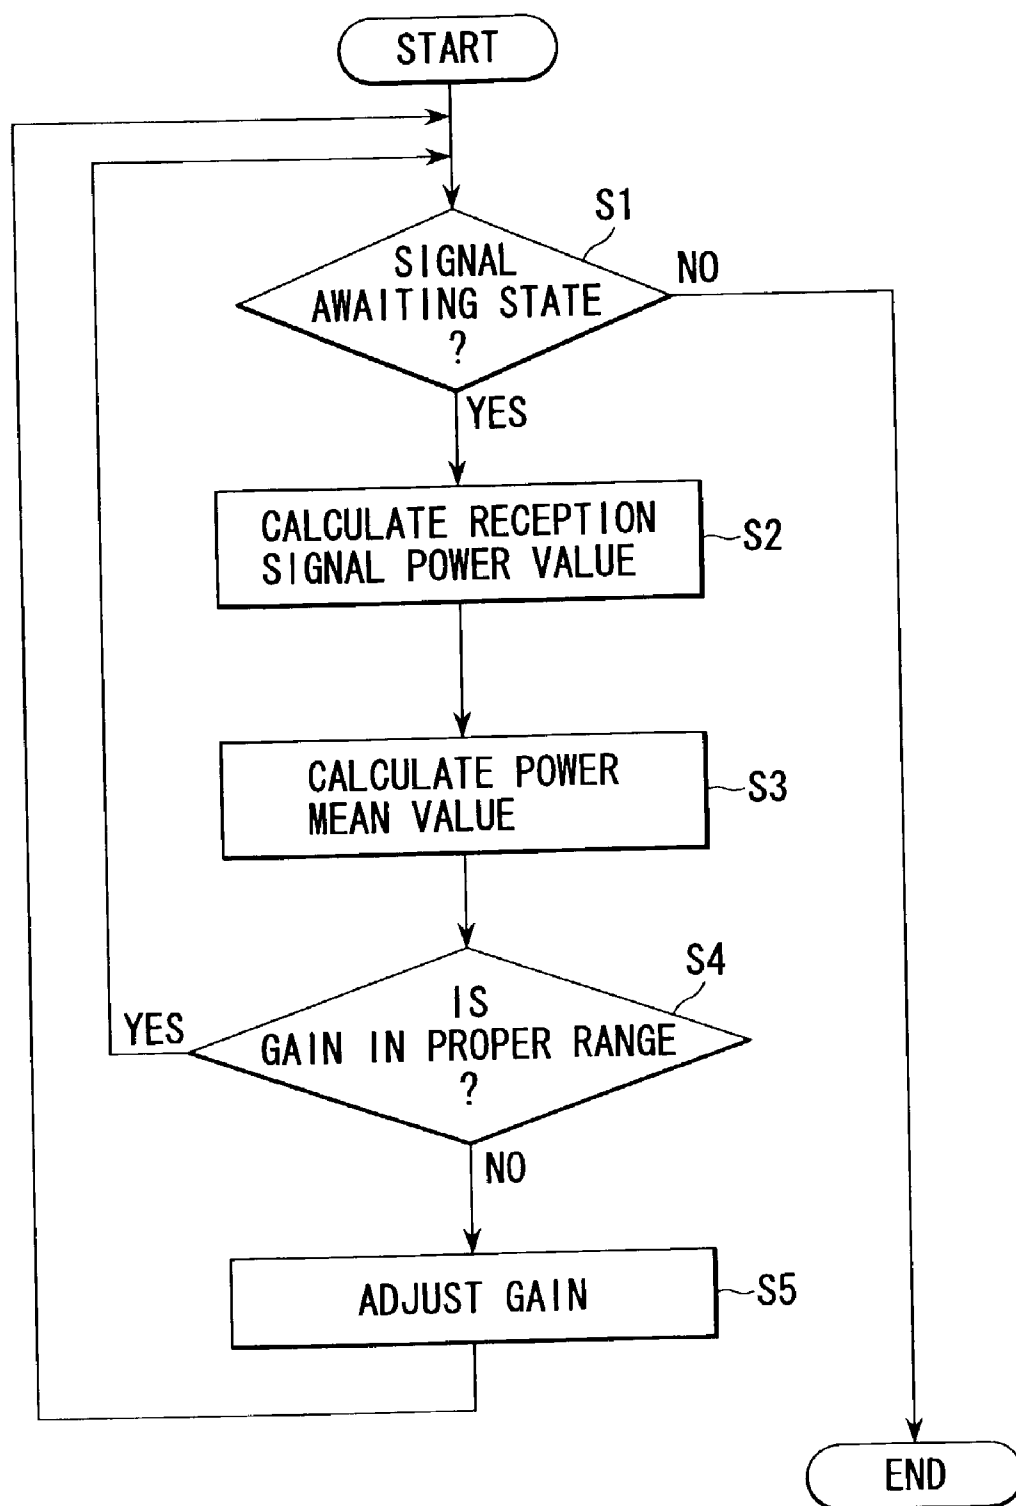 START
S1
SIGNAL
AWAITING STATE
?
NO
YES
CALCULATE RECEPTION
SIGNAL POWER VALUE
S2
CALCULATE POWER
MEAN VALUE
S3
S4
IS
GAIN IN PROPER RANGE
?
YES
NO
ADJUST GAIN
S5
END